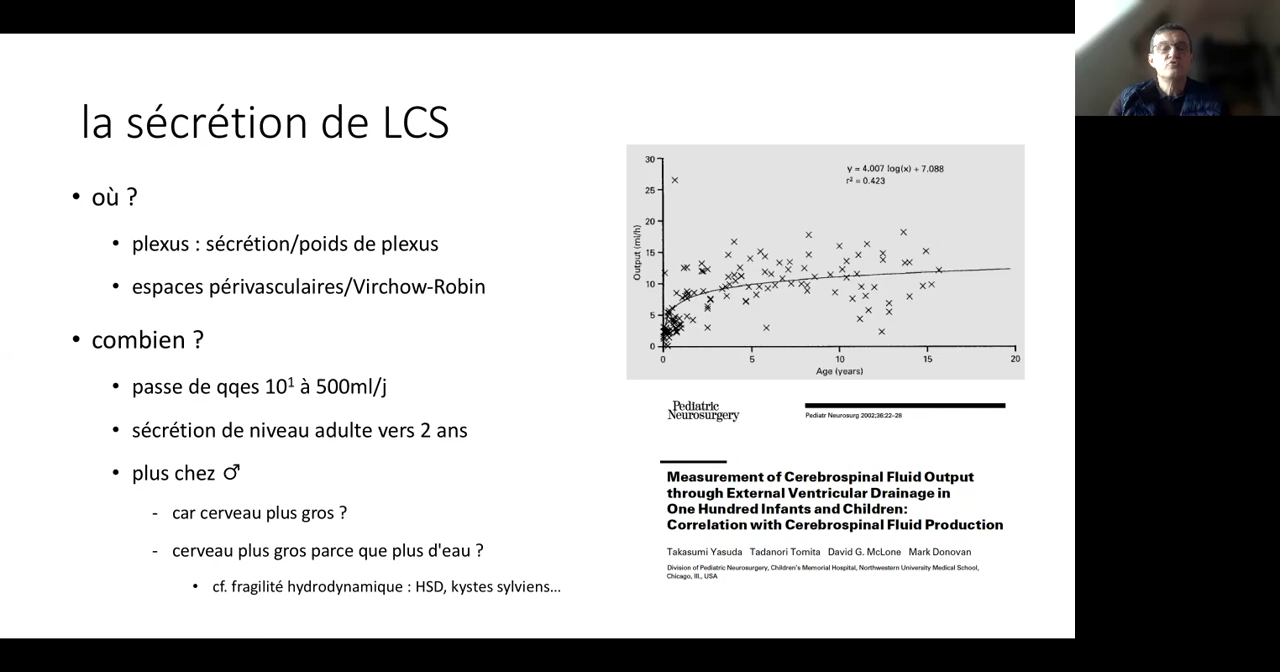 la sécrétion de LCS
• où ?
• plexus : sécrétion/poids de plexus
• espaces périvasculaires/Virchow-Robin
• combien ?
• passe de qqes 10¹ à 500ml/j
• sécrétion de niveau adulte vers 2 ans
• plus chez ♂
- car cerveau plus gros ?
- cerveau plus gros parce que plus d'eau ?
• cf. fragilité hydrodynamique : HSD, kystes sylviens…
30
25
20
15
10
5
0
Output (ml/h)
y = 4.007 log(x) + 7.088
r² = 0.423
0 5 10 15 20
Age (years)
Pediatric
Neurosurgery
Pediatr Neurosurg 2002;36:22–28
Measurement of Cerebrospinal Fluid Output
through External Ventricular Drainage in
One Hundred Infants and Children:
Correlation with Cerebrospinal Fluid Production
Takasumi Yasuda Tadanori Tomita David G. McLone Mark Donovan
Division of Pediatric Neurosurgery, Children's Memorial Hospital, Northwestern University Medical School,
Chicago, Ill., USA